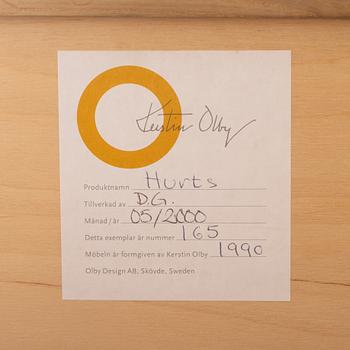 Kerstin Olby
Produktnamn Hurts
Tillverkad av D.G.
Månad/år 05/2000
Detta exemplar är nummer 165
Möbeln är formgiven av Kerstin Olby 1990
Olby Design AB, Skövde, Sweden